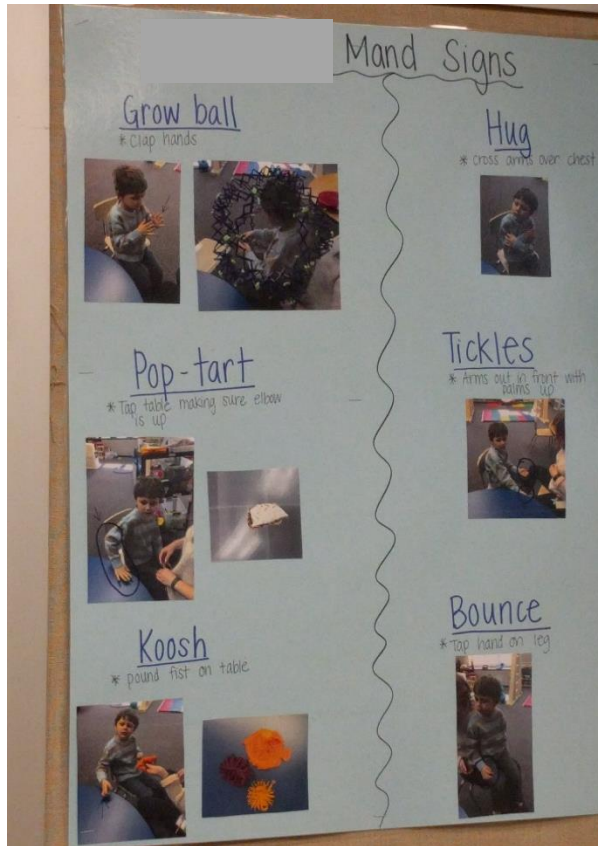 Mand Signs
Grow ball
* Clap hands
Pop-tart
* Tap table making sure elbow
is up
Koosh
* pound fist on table
Hug
* cross arms over chest
Tickles
* Arms out in front with
palms up
Bounce
* Tap hand on leg